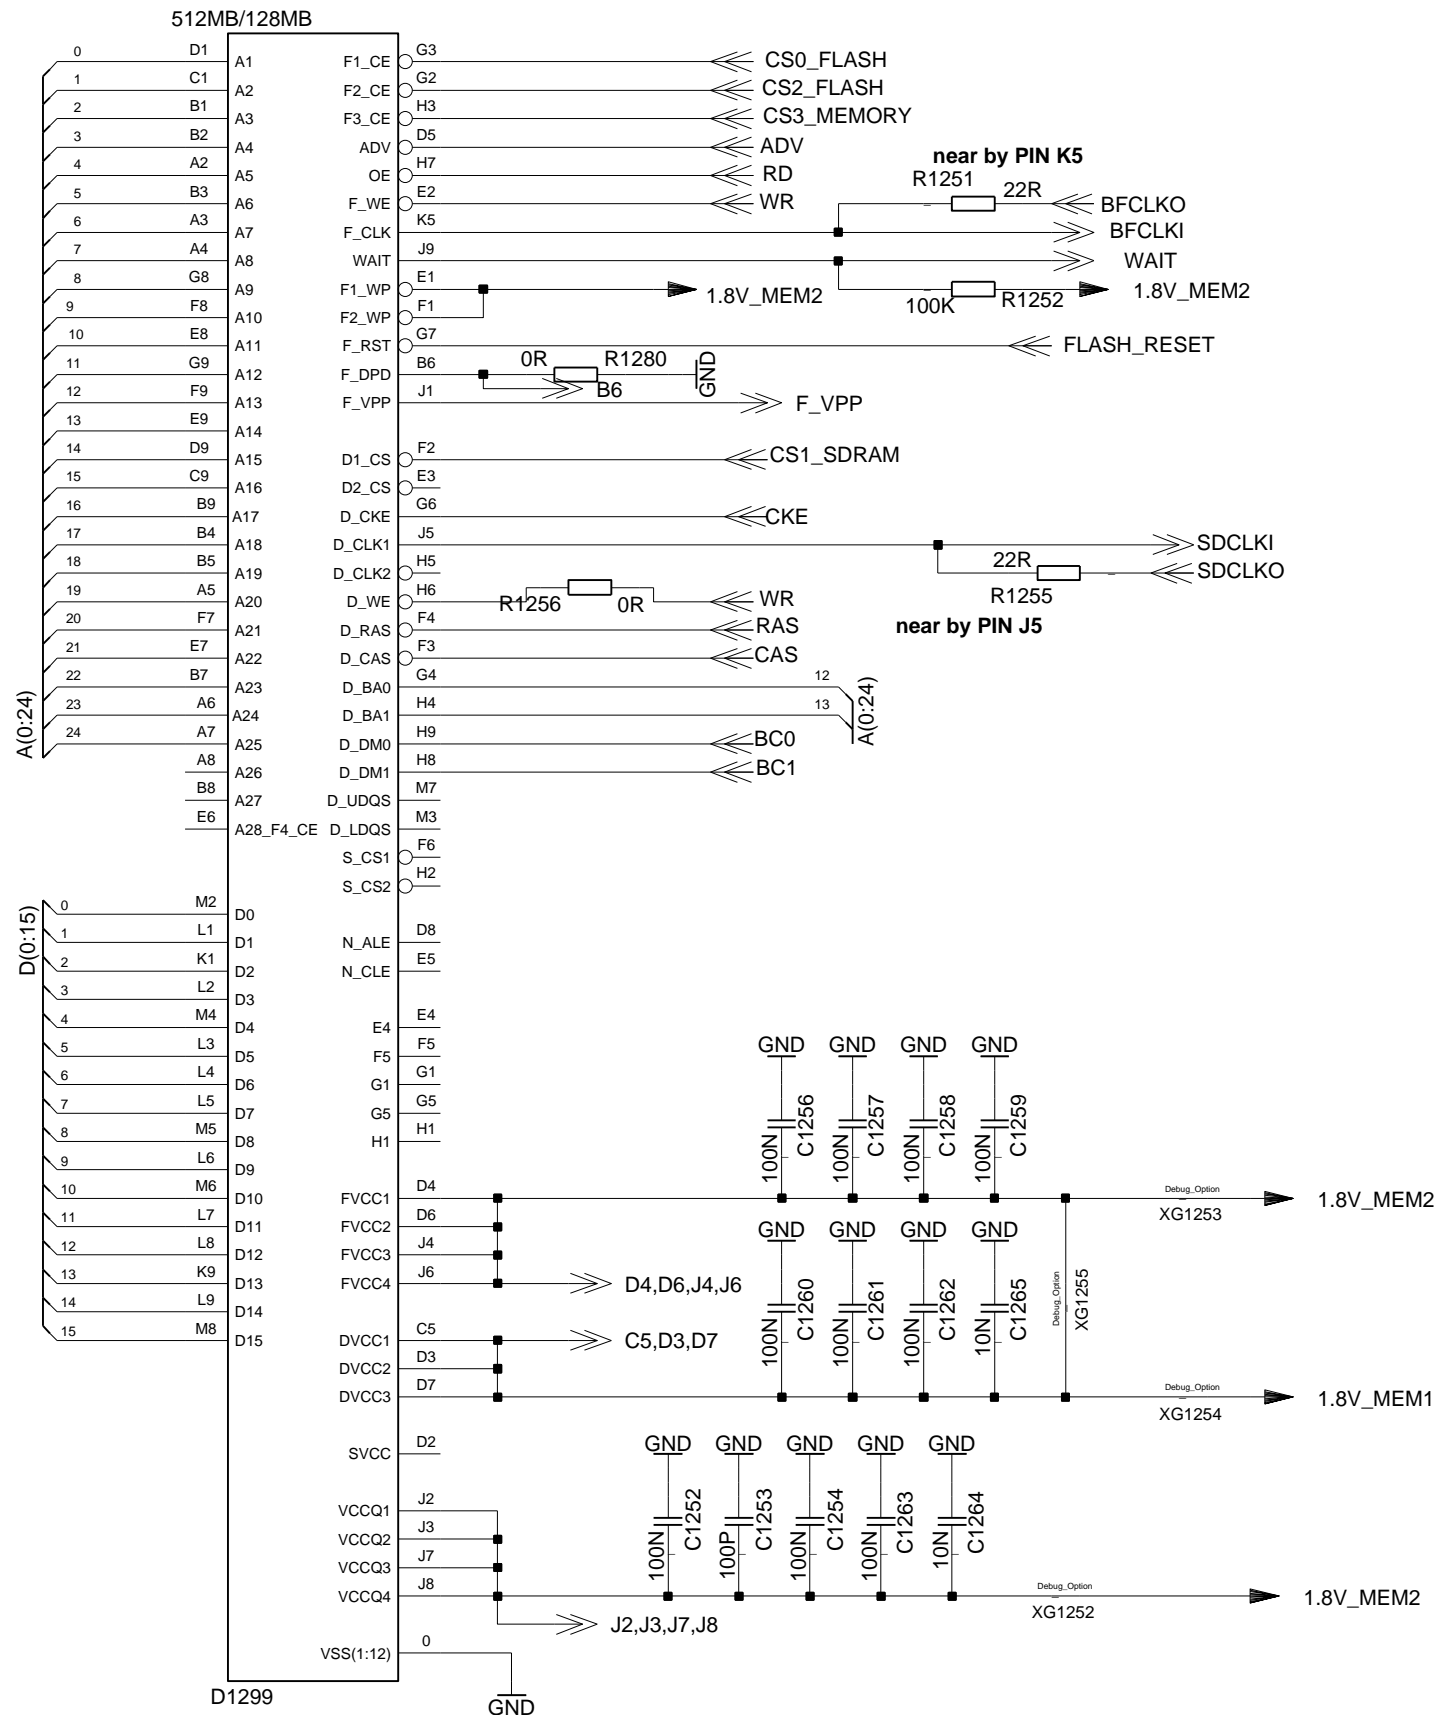 512MB/128MB
0 D1 A1 F1_CE G3 CS0_FLASH
1 C1 A2 F2_CE G2 CS2_FLASH
2 B1 A3 F3_CE H3 CS3_MEMORY
3 B2 A4 ADV D5 ADV
near by PIN K5
4 A2 A5 OE H7 RD
R1251 22R
5 B3 A6 F_WE E2 WR BFCLKO
6 A3 A7 F_CLK K5 BFCLKI
7 A4 A8 WAIT J9 WAIT
8 G8 A9 F1_WP E1 1.8V_MEM2 100K R1252 1.8V_MEM2
9 F8 A10 F2_WP F1
10 E8 A11 F_RST G7 FLASH_RESET
0R R1280
11 G9 A12 F_DPD B6 B6 GND
12 F9 A13 F_VPP J1 F_VPP
13 E9 A14
14 D9 A15 D1_CS F2 CS1_SDRAM
15 C9 A16 D2_CS E3
16 B9 A17 D_CKE G6 CKE
17 B4 A18 D_CLK1 J5 SDCLKI
22R
18 B5 A19 D_CLK2 H5 SDCLKO
R1255
19 A5 A20 D_WE H6 R1256 0R WR
20 F7 A21 D_RAS F4 RAS
near by PIN J5
21 E7 A22 D_CAS F3 CAS
22 B7 A23 D_BA0 G4 12
23 A6 A24 D_BA1 H4 13
A(0:24)
A(0:24)
24 A7 A25 D_DM0 H9 BC0
A8 A26 D_DM1 H8 BC1
B8 A27 D_UDQS M7
E6 A28_F4_CE D_LDQS M3
S_CS1 F6
S_CS2 H2
0 M2 D0
D(0:15)
1 L1 D1 N_ALE D8
2 K1 D2 N_CLE E5
3 L2 D3
4 M4 D4 E4 E4
5 L3 D5 F5 F5
GND GND GND GND
6 L4 D6 G1 G1
7 L5 D7 G5 G5
8 M5 D8 H1 H1
100N C1256 100N C1257 100N C1258 100N C1259
9 L6 D9
10 M6 D10 FVCC1 D4 Debug_Option XG1253 1.8V_MEM2
11 L7 D11 FVCC2 D6
GND GND GND GND
12 L8 D12 FVCC3 J4
13 K9 D13 FVCC4 J6 D4,D6,J4,J6
100N C1260 100N C1261 100N C1262 10N C1265 Debug_Option XG1255
14 L9 D14
15 M8 D15 DVCC1 C5 C5,D3,D7
DVCC2 D3
DVCC3 D7 Debug_Option XG1254 1.8V_MEM1
SVCC D2
GND GND GND GND GND
VCCQ1 J2
VCCQ2 J3
100N C1252 100P C1253 100N C1254 100N C1263 10N C1264
VCCQ3 J7
VCCQ4 J8 Debug_Option XG1252 1.8V_MEM2
J2,J3,J7,J8
VSS(1:12) 0
D1299
GND